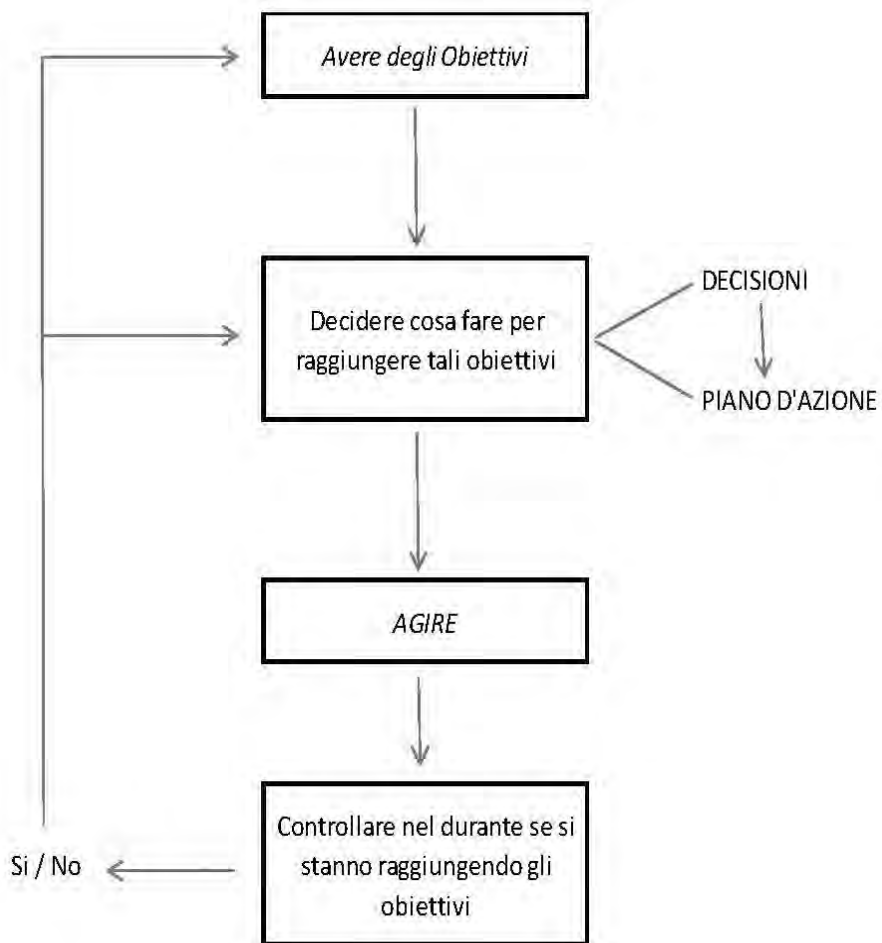 Avere degli Obiettivi
Decidere cosa fare per
raggiungere tali obiettivi
DECISIONI
PIANO D'AZIONE
AGIRE
Controllare nel durante se si
stanno raggiungendo gli
obiettivi
Si / No